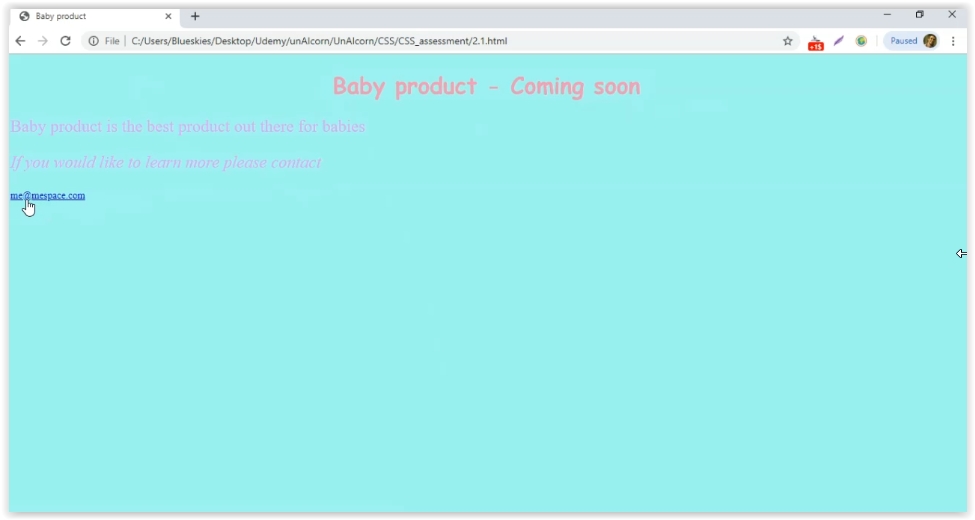 Baby product
File
C:/Users/Blueskies/Desktop/Udemy/unAIcorn/UnAIcorn/CSS/CSS_assessment/2.1.html
+15
Paused
Baby product - Coming soon
Baby product is the best product out there for babies
If you would like to learn more please contact
me@mespace.com